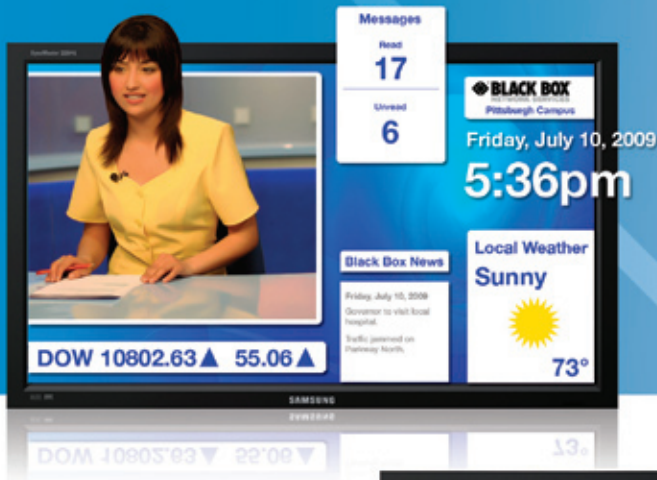 Messages
Read
17
Unread
6
BLACK BOX
NETWORK SERVICES
Pittsburgh Campus
Friday, July 10, 2009
5:36pm
Local Weather
Sunny
73°
Black Box News
Friday, July 10, 2009
Governor to visit local
hospital.
Traffic jammed on
Parkway North.
DOW 10802.63▲ 55.06▲
SAMSUNG